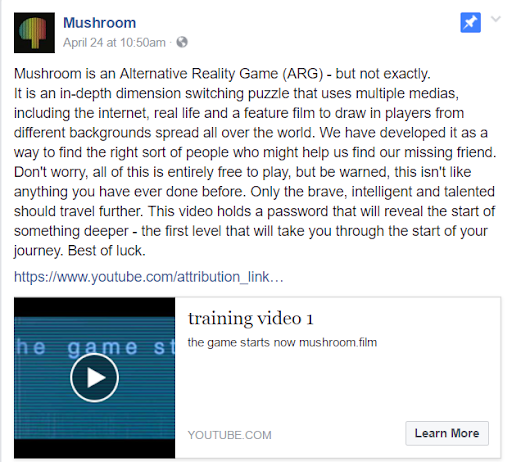 Mushroom
April 24 at 10:50am ·
Mushroom is an Alternative Reality Game (ARG) - but not exactly.
It is an in-depth dimension switching puzzle that uses multiple medias,
including the internet, real life and a feature film to draw in players from
different backgrounds spread all over the world. We have developed it as a
way to find the right sort of people who might help us find our missing friend.
Don't worry, all of this is entirely free to play, but be warned, this isn't like
anything you have ever done before. Only the brave, intelligent and talented
should travel further. This video holds a password that will reveal the start of
something deeper - the first level that will take you through the start of your
journey. Best of luck.
https://www.youtube.com/attribution_link…
he game st
training video 1
the game starts now mushroom.film
YOUTUBE.COM
Learn More